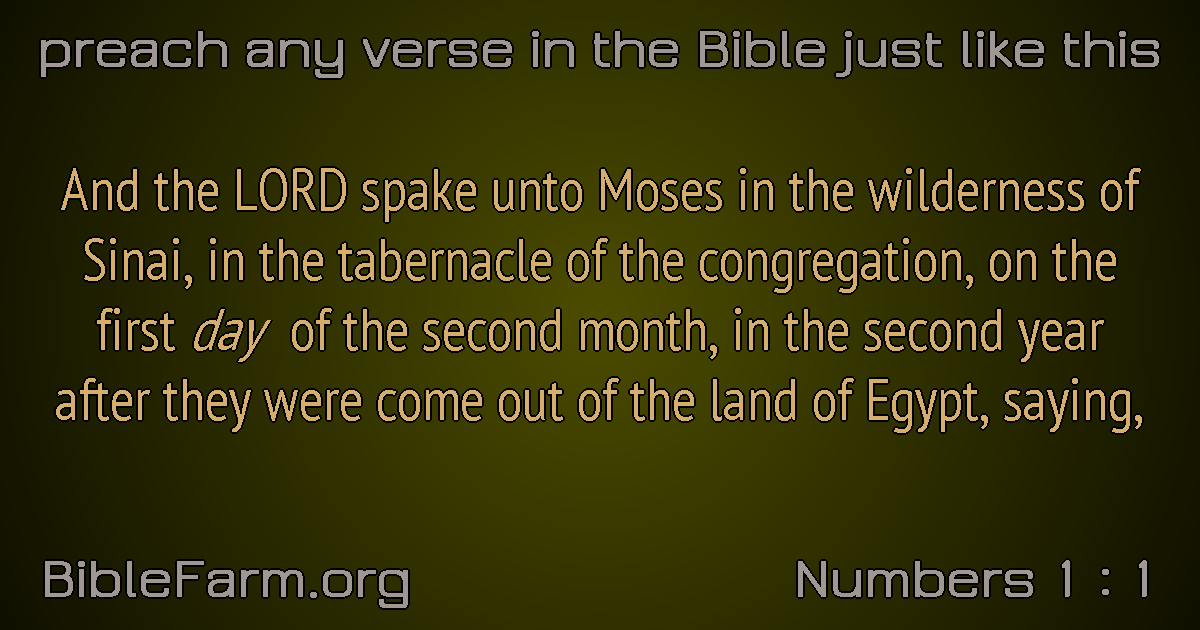 preach any verse in the Bible just like this
And the LORD spake unto Moses in the wilderness of
Sinai, in the tabernacle of the congregation, on the
first day of the second month, in the second year
after they were come out of the land of Egypt, saying,
BibleFarm.org
Numbers 1 : 1